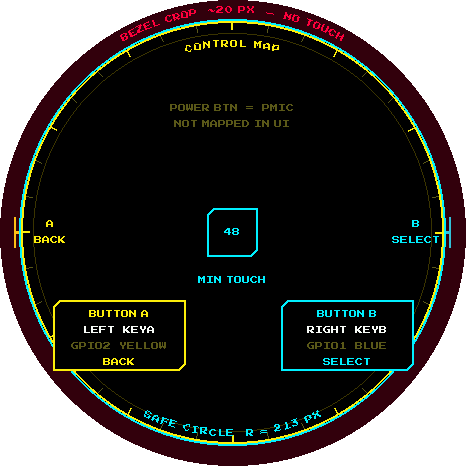 BEZEL CROP ~20 PX — NO TOUCH
CONTROL MAP
POWER BTN = PMIC
NOT MAPPED IN UI
A
BACK
48
B
SELECT
MIN TOUCH
BUTTON A
LEFT KEYA
GPIO2 YELLOW
BACK
BUTTON B
RIGHT KEYB
GPIO1 BLUE
SELECT
SAFE CIRCLE R = 213 PX